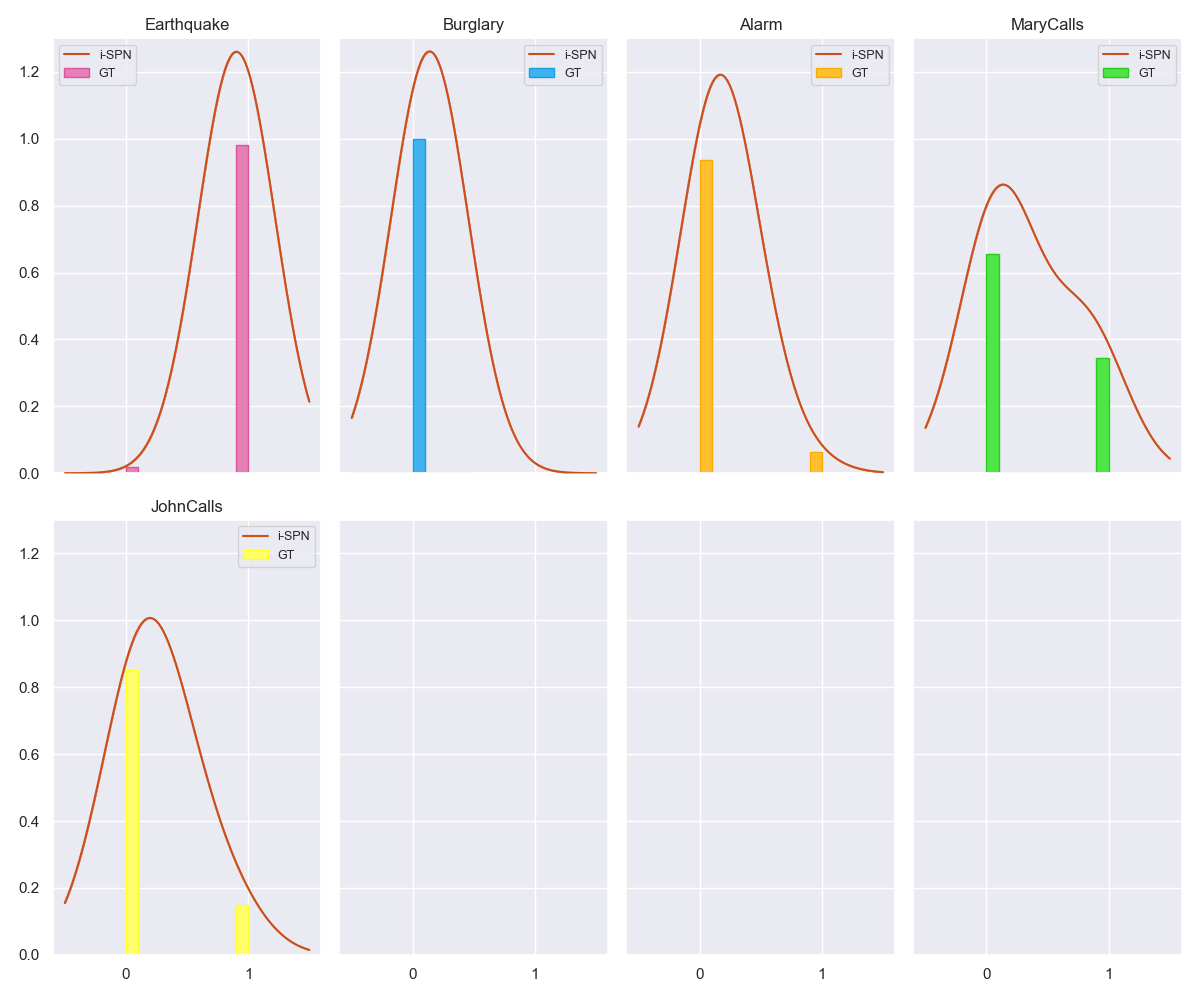 Earthquake
i-SPN
GT
Burglary
i-SPN
GT
Alarm
i-SPN
GT
MaryCalls
i-SPN
GT
1.2
1.0
0.8
0.6
0.4
0.2
0.0
JohnCalls
i-SPN
GT
1.2
1.0
0.8
0.6
0.4
0.2
0.0
0 1
0 1
0 1
0 1